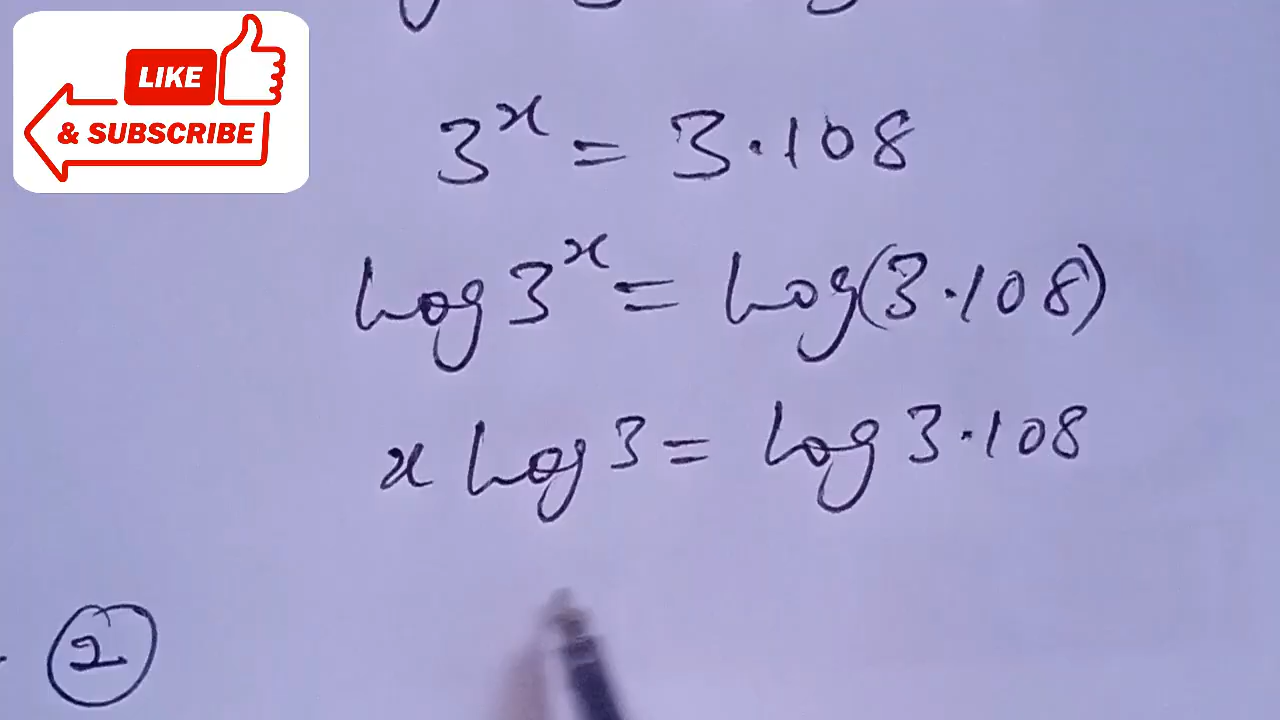 LIKE
& SUBSCRIBE
3^x = 3.108
log 3^x = log(3.108)
x log 3 = log 3.108
2